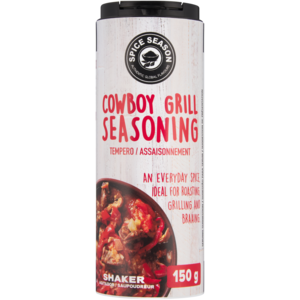 SPICE SEASON
COWBOY GRILL
SEASONING
TEMPERO / ASSAISONNEMENT
AN EVERYDAY SPICE
IDEAL FOR ROASTING,
GRILLING AND
BRAAING
SHAKER
150 g